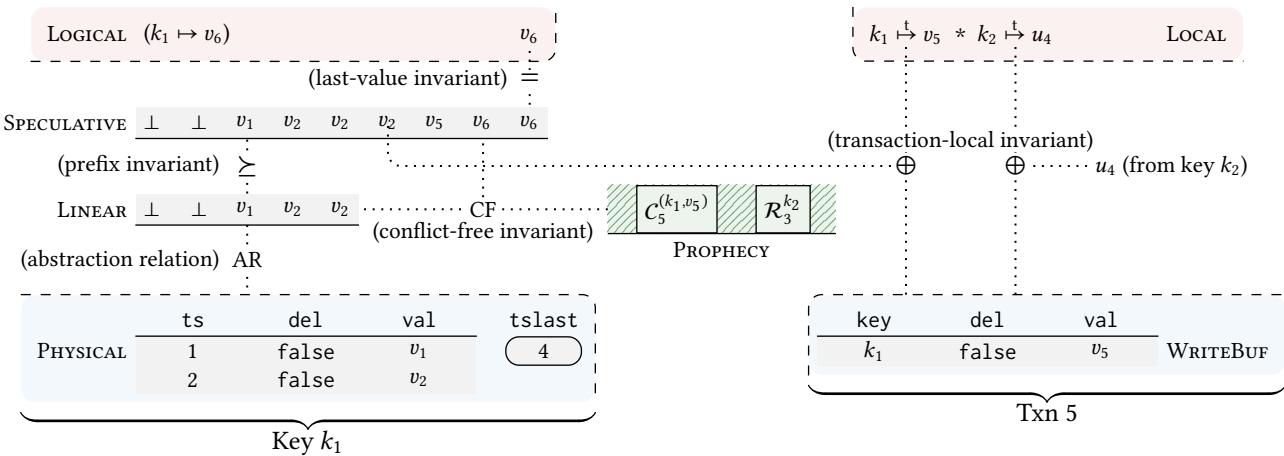 LOGICAL (k₁ ↦ v₆) v₆
k₁ ↦ᵗ v₅ * k₂ ↦ᵗ u₄ LOCAL
(last-value invariant) =
SPECULATIVE ⊥ ⊥ v₁ v₂ v₂ v₂ v₅ v₆ v₆
(transaction-local invariant)
(prefix invariant) ⪰ ⊕ ⊕ u₄ (from key k₂)
LINEAR ⊥ ⊥ v₁ v₂ v₂ CF C₅^(k₁,v₅) R₃^k₂
(conflict-free invariant)
PROPHECY
(abstraction relation) AR
ts del val tslast
PHYSICAL 1 false v₁ 4
2 false v₂
key del val
k₁ false v₅ WRITEBUF
Key k₁
Txn 5